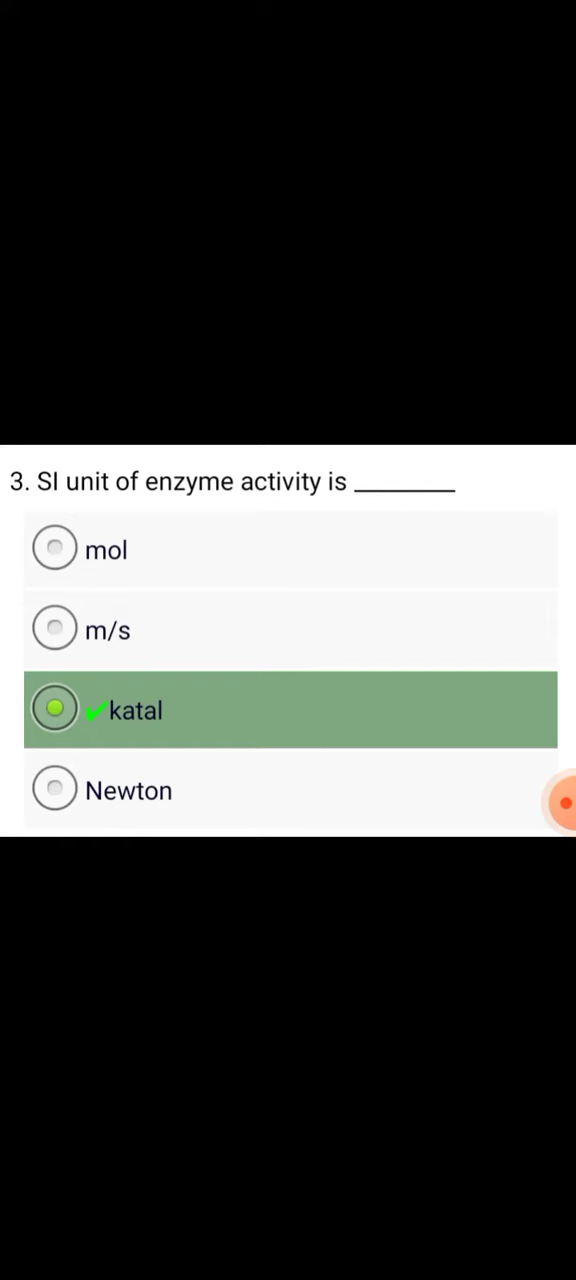 3. SI unit of enzyme activity is ________
mol
m/s
✔katal
Newton